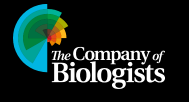 The Company of
Biologists